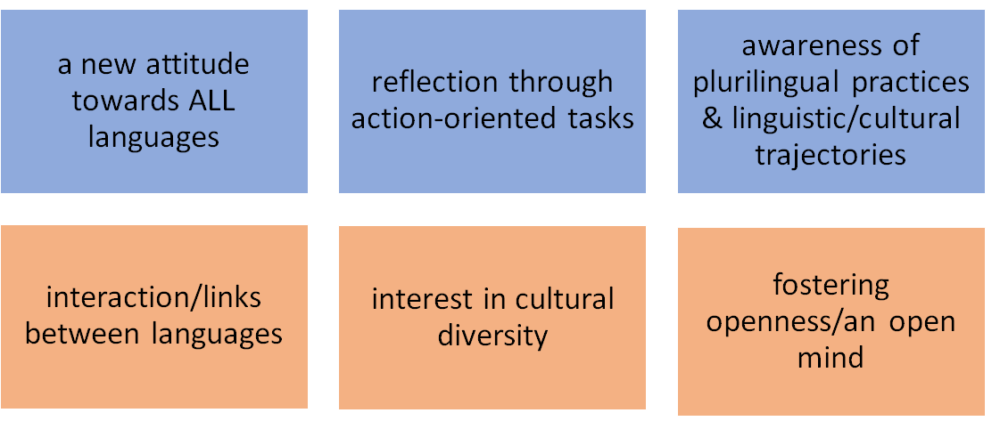 a new attitude
towards ALL
languages
reflection through
action-oriented tasks
awareness of
plurilingual practices
& linguistic/cultural
trajectories
interaction/links
between languages
interest in cultural
diversity
fostering
openness/an open
mind